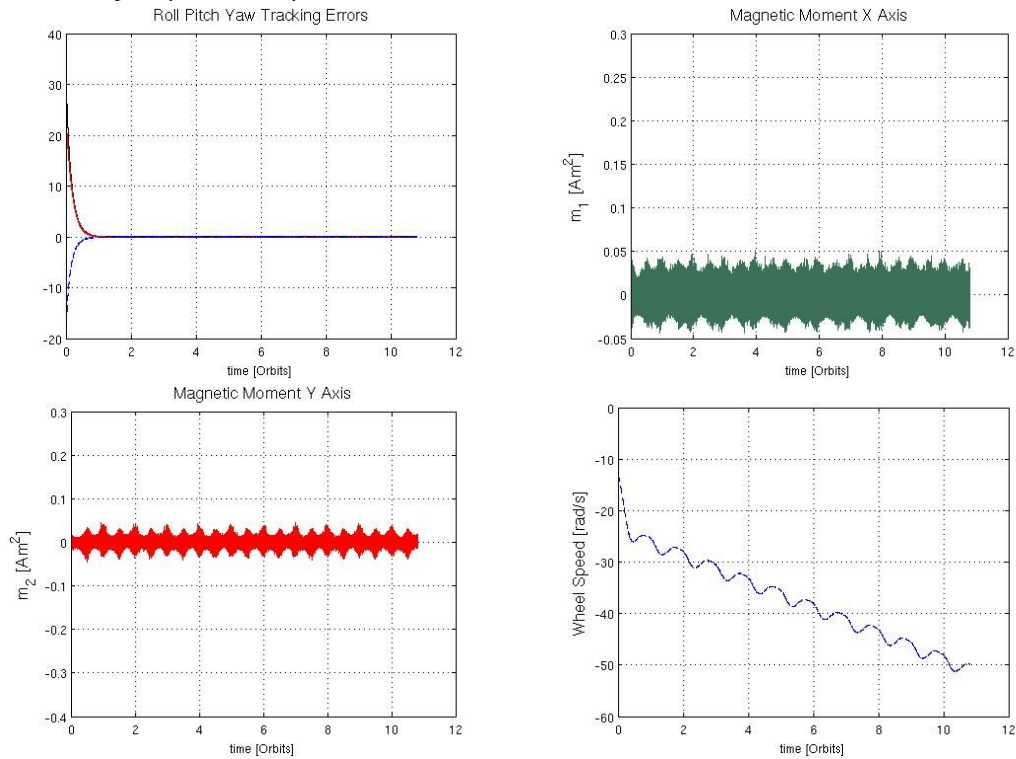 Roll Pitch Yaw Tracking Errors
40
30
20
10
0
-10
-20
0 2 4 6 8 10 12
time [Orbits]
Magnetic Moment X Axis
0.3
0.25
0.2
0.15
0.1
0.05
0
-0.05
m1 [Am2]
0 2 4 6 8 10 12
time [Orbits]
Magnetic Moment Y Axis
0.3
0.2
0.1
0
-0.1
-0.2
-0.3
-0.4
m2 [Am2]
0 2 4 6 8 10 12
time [Orbits]
0
-10
-20
-30
-40
-50
-60
Wheel Speed [rad/s]
0 2 4 6 8 10 12
time [Orbits]